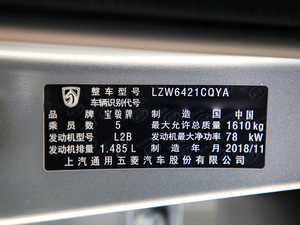 整车型号 LZW6421CQYA
车辆识别代号
品牌 宝骏牌 制造国 中国
乘员数 5 最大允许总质量 1610 kg
发动机型号 L2B 发动机最大净功率 78 kW
发动机排量 1.485 L 制造年月 2018/11
上汽通用五菱汽车股份有限公司